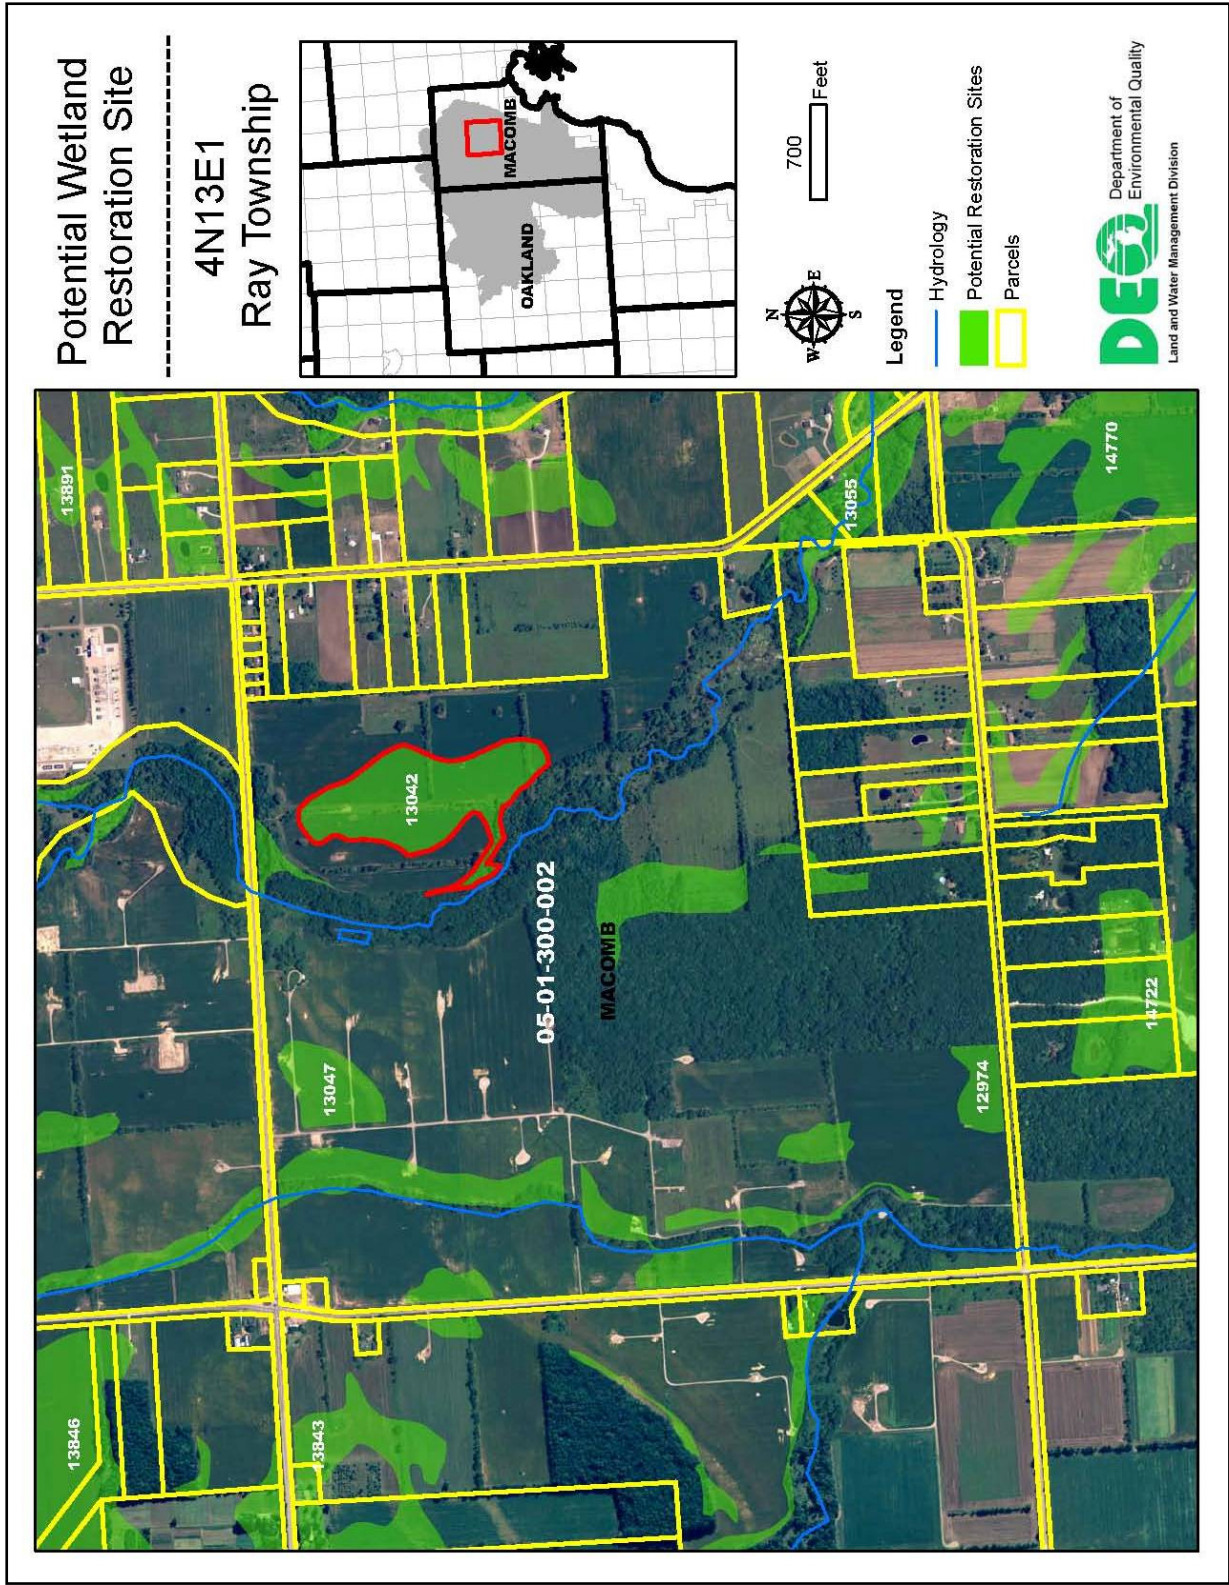 Potential Wetland
Restoration Site
4N13E1
Ray Township
OAKLAND
MACOMB
700
Feet
N
W
E
S
Legend
Hydrology
Potential Restoration Sites
Parcels
DEQ
Department of
Environmental Quality
Land and Water Management Division
13846
13843
13047
13042
13891
05-01-300-002
MACOMB
13055
12974
14722
14770